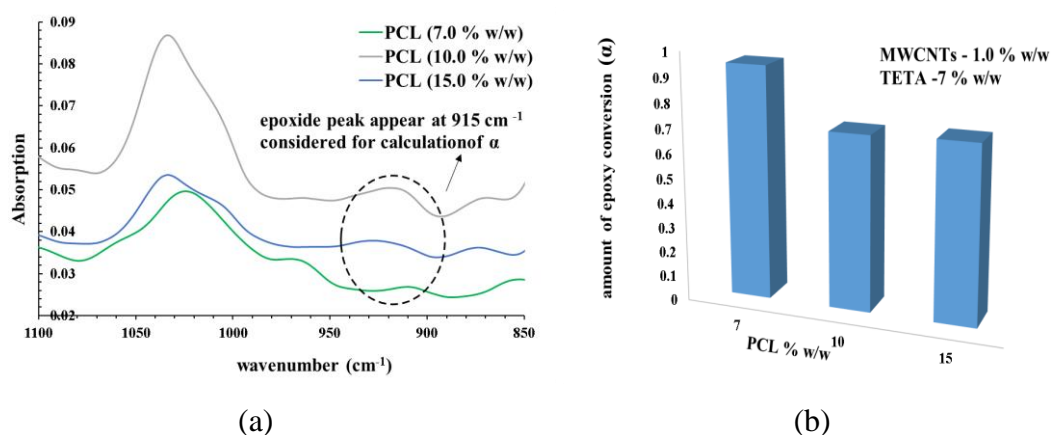 0.09
0.08
0.07
0.06
0.05
0.04
0.03
0.02
Absorption
PCL (7.0 % w/w)
PCL (10.0 % w/w)
PCL (15.0 % w/w)
epoxide peak appear at 915 cm⁻¹
considered for calculationof α
1100 1050 1000 950 900 850
wavenumber (cm⁻¹)
(a)
amount of epoxy conversion (α)
1
0.9
0.8
0.7
0.6
0.5
0.4
0.3
0.2
0.1
0
MWCNTs - 1.0 % w/w
TETA -7 % w/w
7
10
15
PCL % w/w
(b)